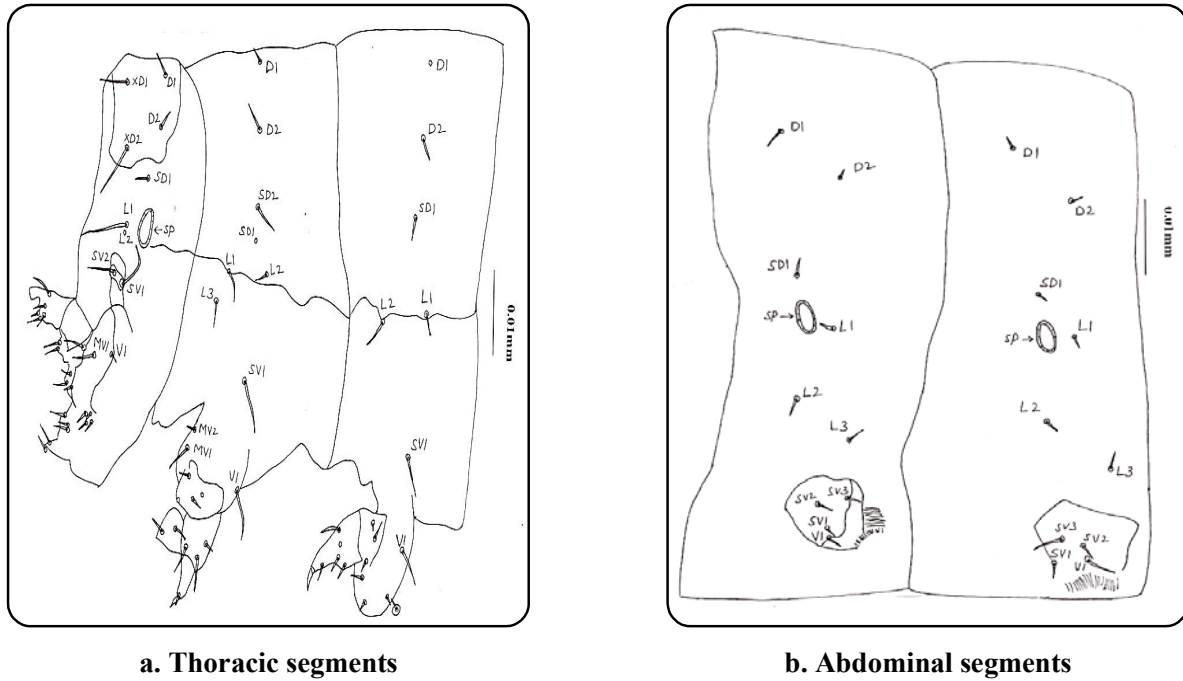 XD1
D1
D2
XD2
SD1
L1
L2
←SP
SV2
SV1
MV1
V1
D1
D2
SD2
SD1
L1
L2
L3
SV1
MV2
MV1
V1
D1
D2
SD1
L2
L1
SV1
V1
0.01mm
a. Thoracic segments
D1
D2
SD1
SP→
L1
L2
L3
SV2
SV3
SV1
V1
D1
D2
SD1
SP→
L1
L2
L3
SV3
SV2
SV1
V1
0.01mm
b. Abdominal segments